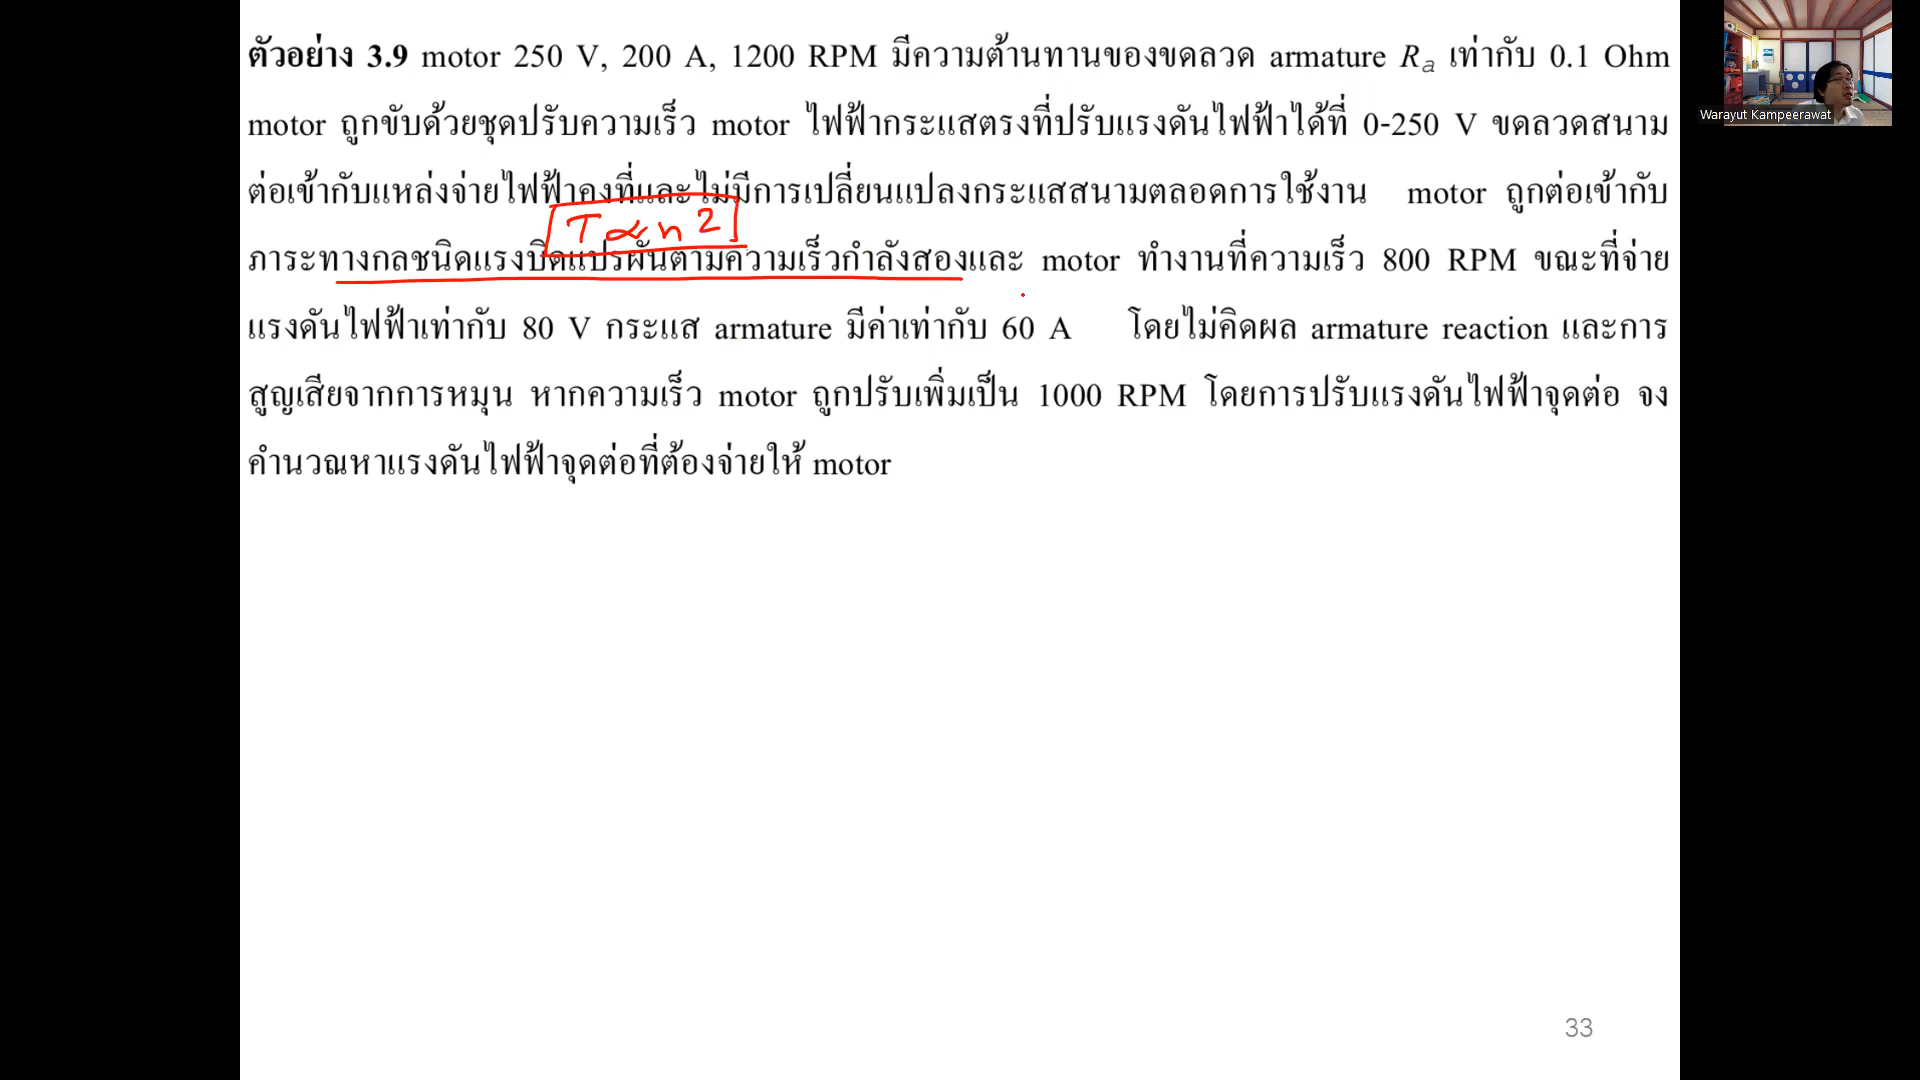 ตัวอย่าง 3.9 motor 250 V, 200 A, 1200 RPM มีความต้านทานของขดลวด armature Ra เท่ากับ 0.1 Ohm
motor ถูกขับด้วยชุดปรับความเร็ว motor ไฟฟ้ากระแสตรงที่ปรับแรงดันไฟฟ้าได้ที่ 0-250 V ขดลวดสนาม
ต่อเข้ากับแหล่งจ่ายไฟฟ้าคงที่และไม่มีการเปลี่ยนแปลงกระแสสนามตลอดการใช้งาน motor ถูกต่อเข้ากับ
T ∝ n 2
ภาระทางกลชนิดแรงบิดแปรผันตามความเร็วกำลังสองและ motor ทำงานที่ความเร็ว 800 RPM ขณะที่จ่าย
แรงดันไฟฟ้าเท่ากับ 80 V กระแส armature มีค่าเท่ากับ 60 A โดยไม่คิดผล armature reaction และการ
สูญเสียจากการหมุน หากความเร็ว motor ถูกปรับเพิ่มเป็น 1000 RPM โดยการปรับแรงดันไฟฟ้าจุดต่อ จง
คำนวณหาแรงดันไฟฟ้าจุดต่อที่ต้องจ่ายให้ motor
Warayut Kampeerawat
33